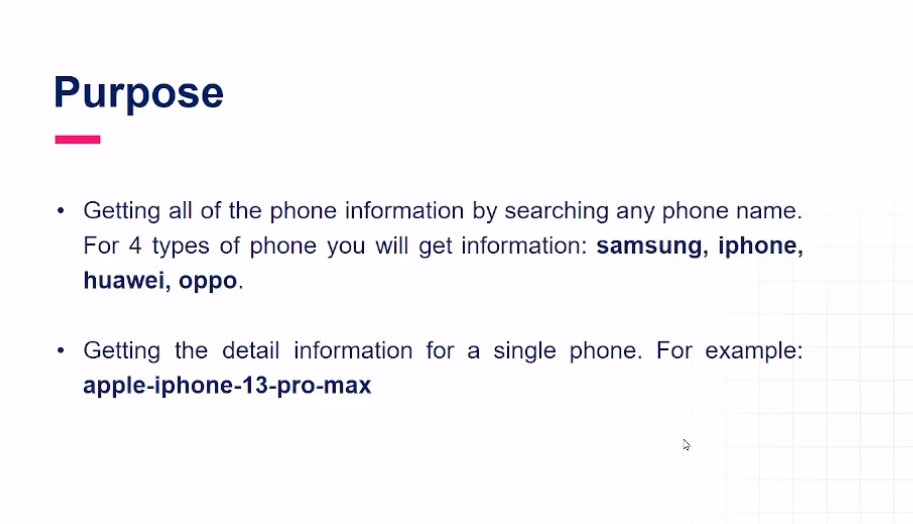 Purpose
• Getting all of the phone information by searching any phone name.
For 4 types of phone you will get information: samsung, iphone,
huawei, oppo.
• Getting the detail information for a single phone. For example:
apple-iphone-13-pro-max